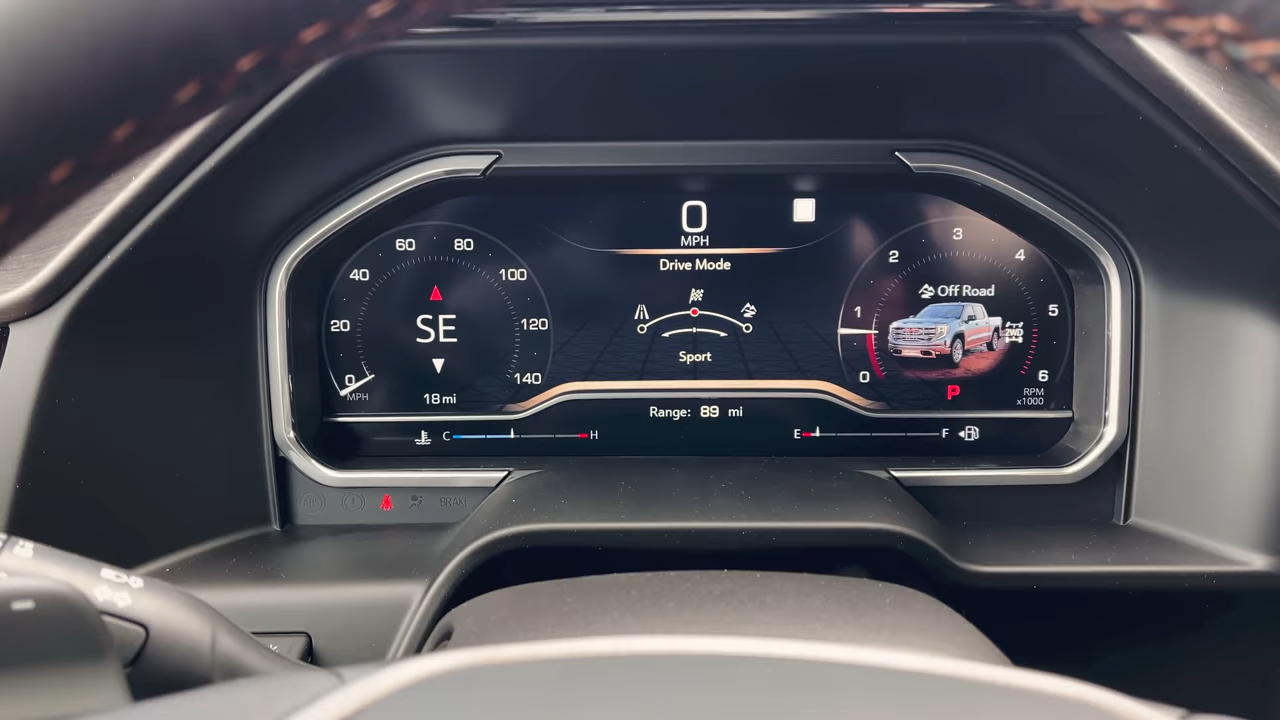 0
MPH
Drive Mode
Sport
0
20
40
60
80
100
120
140
MPH
SE
18 mi
0
1
2
3
4
5
6
Off Road
2WD
P
RPM
x1000
Range: 89 mi
C H
E F
BRAKE